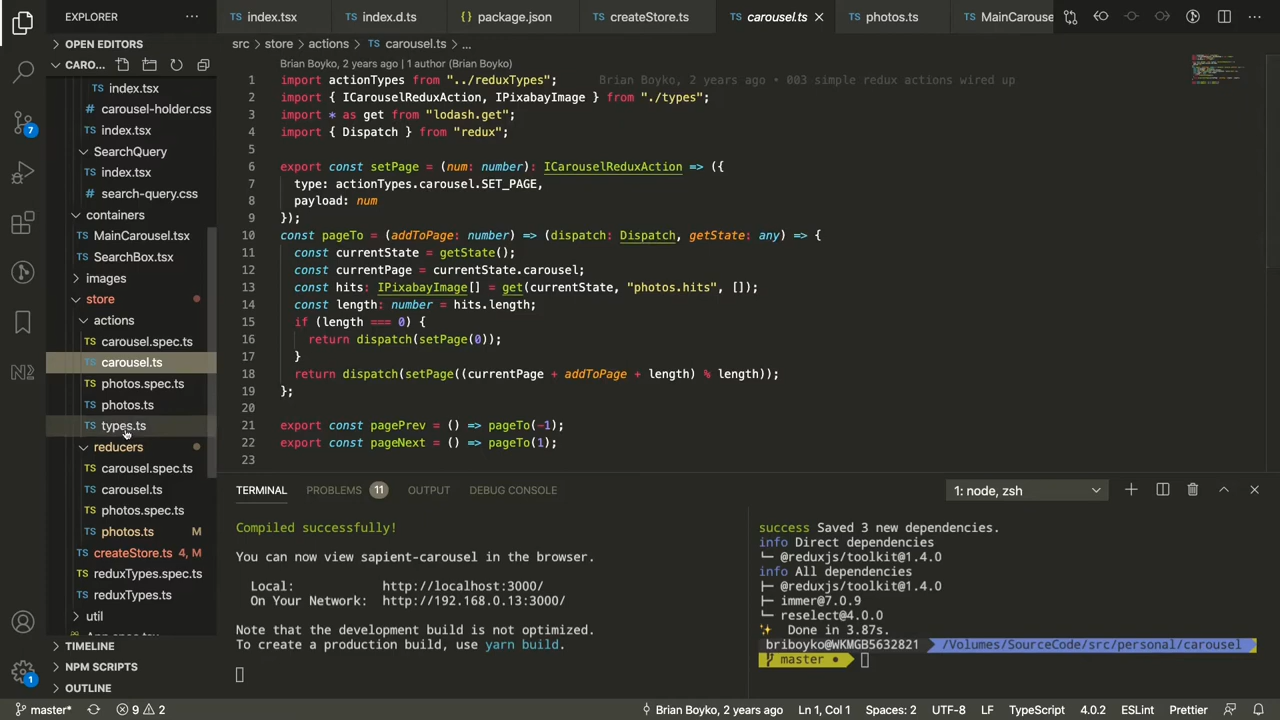 EXPLORER
index.tsx
index.d.ts
package.json
createStore.ts
carousel.ts
photos.ts
MainCarouse
OPEN EDITORS
CARO...
index.tsx
carousel-holder.css
index.tsx
SearchQuery
index.tsx
search-query.css
containers
MainCarousel.tsx
SearchBox.tsx
images
store
actions
carousel.spec.ts
carousel.ts
photos.spec.ts
photos.ts
types.ts
reducers
carousel.spec.ts
carousel.ts
photos.spec.ts
photos.ts M
createStore.ts 4, M
reduxTypes.spec.ts
reduxTypes.ts
util
TIMELINE
NPM SCRIPTS
OUTLINE
7
1
src > store > actions > TS carousel.ts > ...
Brian Boyko, 2 years ago | 1 author (Brian Boyko)
1 import actionTypes from "../reduxTypes"; Brian Boyko, 2 years ago • 003 simple redux actions wired up
2 import { ICarouselReduxAction, IPixabayImage } from "./types";
3 import * as get from "lodash.get";
4 import { Dispatch } from "redux";
5
6 export const setPage = (num: number): ICarouselReduxAction => ({
7 type: actionTypes.carousel.SET_PAGE,
8 payload: num
9 });
10 const pageTo = (addToPage: number) => (dispatch: Dispatch, getState: any) => {
11 const currentState = getState();
12 const currentPage = currentState.carousel;
13 const hits: IPixabayImage[] = get(currentState, "photos.hits", []);
14 const length: number = hits.length;
15 if (length === 0) {
16 return dispatch(setPage(0));
17 }
18 return dispatch(setPage((currentPage + addToPage + length) % length));
19 };
20
21 export const pagePrev = () => pageTo(-1);
22 export const pageNext = () => pageTo(1);
23
TERMINAL PROBLEMS 11 OUTPUT DEBUG CONSOLE 1: node, zsh
Compiled successfully!
You can now view sapient-carousel in the browser.
Local: http://localhost:3000/
On Your Network: http://192.168.0.13:3000/
Note that the development build is not optimized.
To create a production build, use yarn build.
success Saved 3 new dependencies.
info Direct dependencies
└─ @reduxjs/toolkit@1.4.0
info All dependencies
├─ @reduxjs/toolkit@1.4.0
├─ immer@7.0.9
└─ reselect@4.0.0
✨ Done in 3.87s.
briboyko@WKMGB5632821 /Volumes/SourceCode/src/personal/carousel
master ●
master* 9 2 Brian Boyko, 2 years ago Ln 1, Col 1 Spaces: 2 UTF-8 LF TypeScript 4.0.2 ESLint Prettier